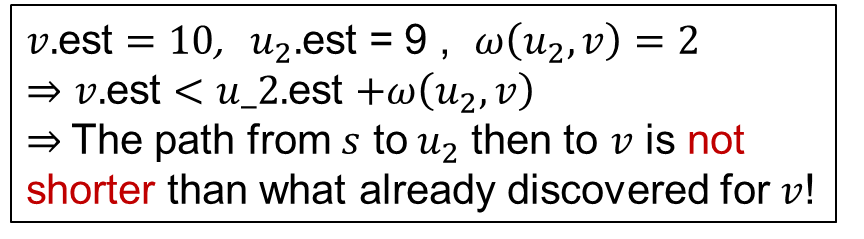 𝑣.est = 10, 𝑢₂.est = 9 , 𝜔(𝑢₂,𝑣) = 2
⇒ 𝑣.est < 𝑢_2.est +𝜔(𝑢₂,𝑣)
⇒ The path from 𝑠 to 𝑢₂ then to 𝑣 is not
shorter than what already discovered for 𝑣!